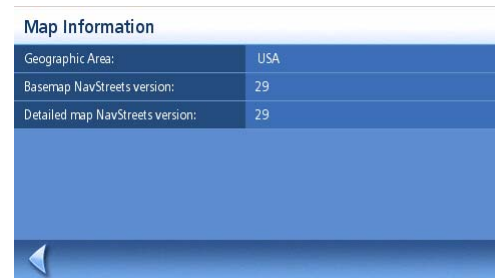 Map Information
Geographic Area: USA
Basemap NavStreets version: 29
Detailed map NavStreets version: 29